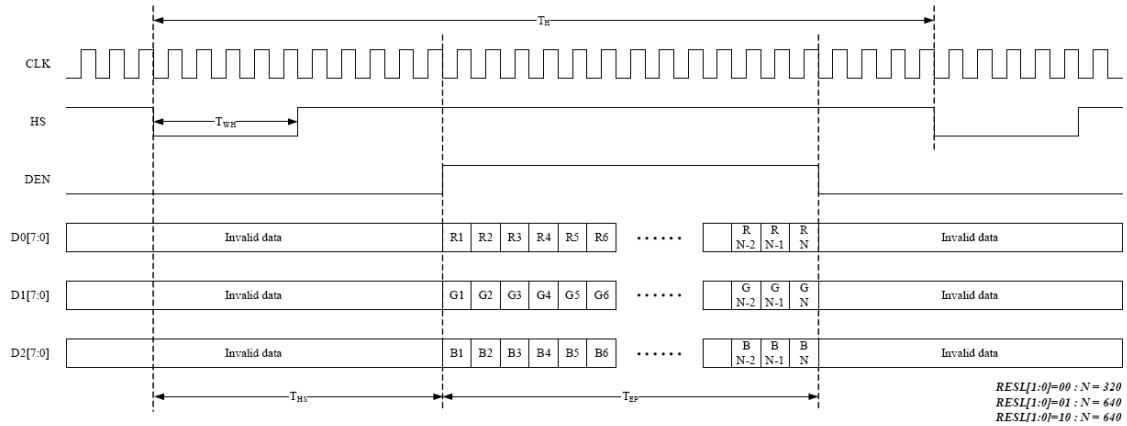 TH
CLK
HS
TWH
DEN
D0[7:0] Invalid data R1 R2 R3 R4 R5 R6 ...... R N-2 R N-1 R N Invalid data
D1[7:0] Invalid data G1 G2 G3 G4 G5 G6 ...... G N-2 G N-1 G N Invalid data
D2[7:0] Invalid data B1 B2 B3 B4 B5 B6 ...... B N-2 B N-1 B N Invalid data
THS TEP
RESL[1:0]=00 : N = 320
RESL[1:0]=01 : N = 640
RESL[1:0]=10 : N = 640